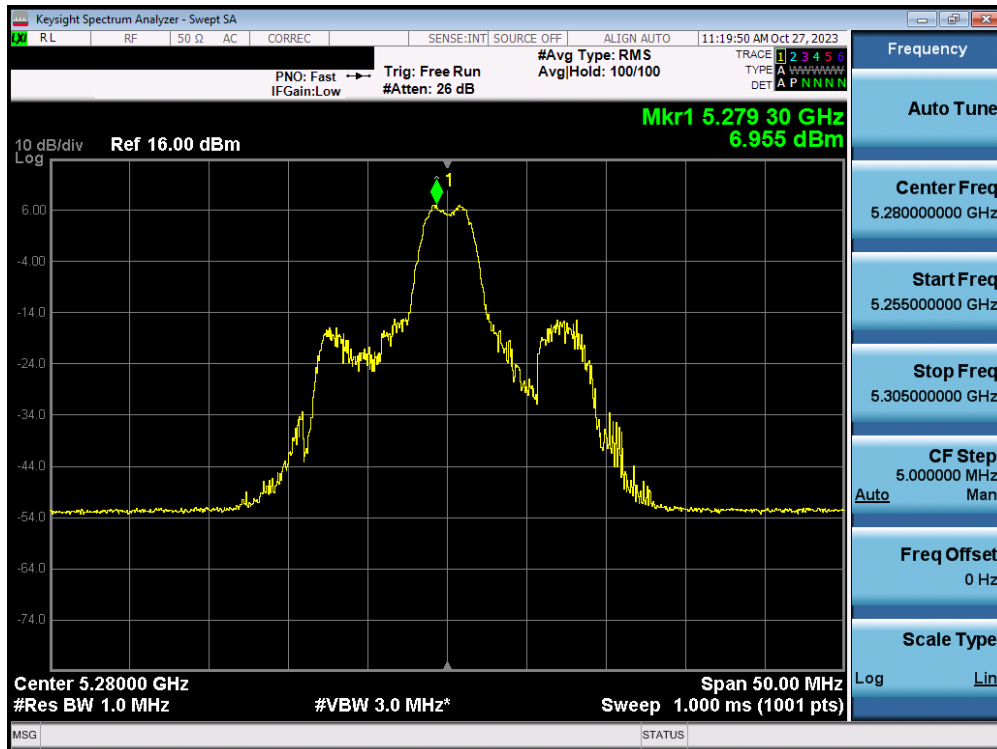 Keysight Spectrum Analyzer - Swept SA
LXI RL RF 50 Ω AC CORREC SENSE:INT SOURCE OFF ALIGN AUTO 11:19:50 AM Oct 27, 2023
PNO: Fast
IFGain:Low
Trig: Free Run
#Atten: 26 dB
#Avg Type: RMS
Avg|Hold: 100/100
TRACE 1 2 3 4 5 6
TYPE A WWWWW
DET A P N N N N
Mkr1 5.279 30 GHz
6.955 dBm
10 dB/div
Log
Ref 16.00 dBm
1
6.00
-4.00
-14.0
-24.0
-34.0
-44.0
-54.0
-64.0
-74.0
Center 5.28000 GHz
Span 50.00 MHz
#Res BW 1.0 MHz
#VBW 3.0 MHz*
Sweep 1.000 ms (1001 pts)
MSG
STATUS
Frequency
Auto Tune
Center Freq
5.280000000 GHz
Start Freq
5.255000000 GHz
Stop Freq
5.305000000 GHz
CF Step
5.000000 MHz
Auto Man
Freq Offset
0 Hz
Scale Type
Log Lin